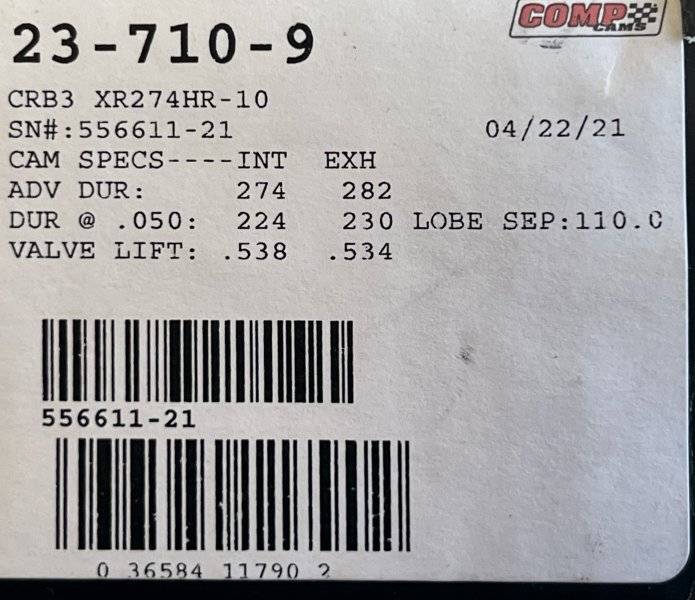 COMP
CAMS
23-710-9
CRB3 XR274HR-10
SN#:556611-21 04/22/21
CAM SPECS----INT EXH
ADV DUR: 274 282
DUR @ .050: 224 230 LOBE SEP:110.0
VALVE LIFT: .538 .534
556611-21
0 36584 11790 2